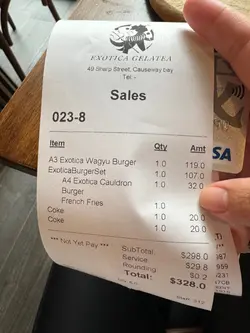 EXOTICA GELATEA
49 Sharp Street, Causeway bay
Tel:-
Sales
023-8
Item Qty Amt
A3 Exotica Wagyu Burger 1.0 119.0
ExoticaBurgerSet 1.0 107.0
A4 Exotica Cauldron 1.0 32.0
Burger
French Fries 1.0
Coke 1.0 20.0
Coke 1.0 20.0
*** Not Yet Pay ***
SubTotal: $298.0
Service $29.8
Rounding $0.2
$328.0
VISA